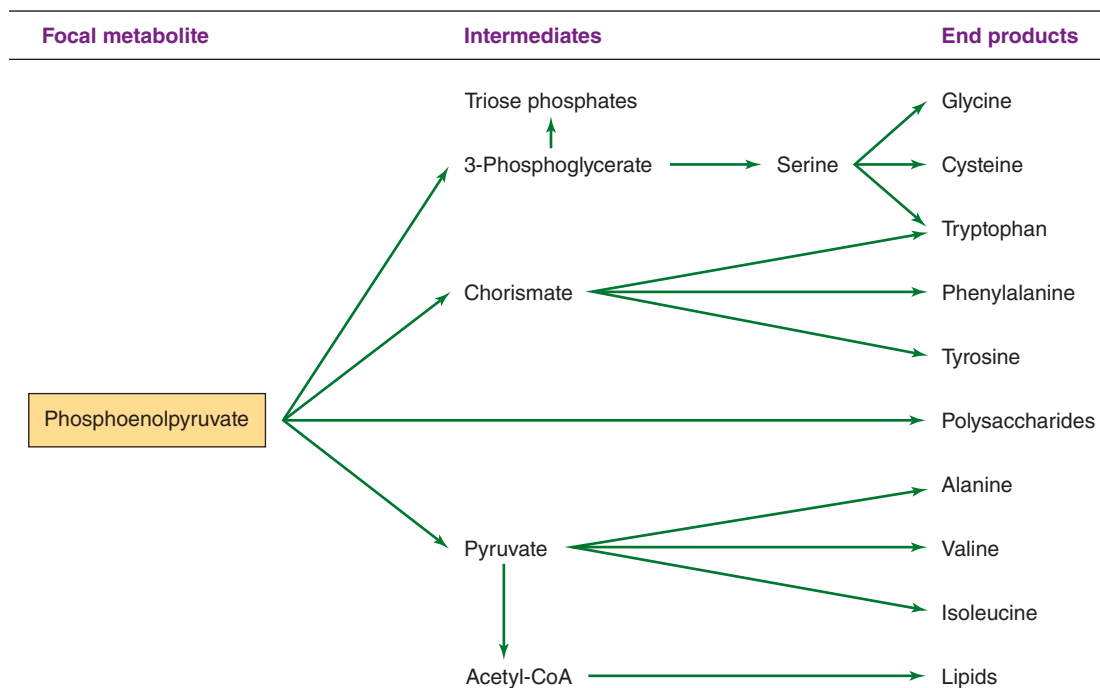 Focal metabolite Intermediates End products
Triose phosphates Glycine
3-Phosphoglycerate Serine Cysteine
Tryptophan
Chorismate Phenylalanine
Tyrosine
Phosphoenolpyruvate Polysaccharides
Alanine
Pyruvate Valine
Isoleucine
Acetyl-CoA Lipids